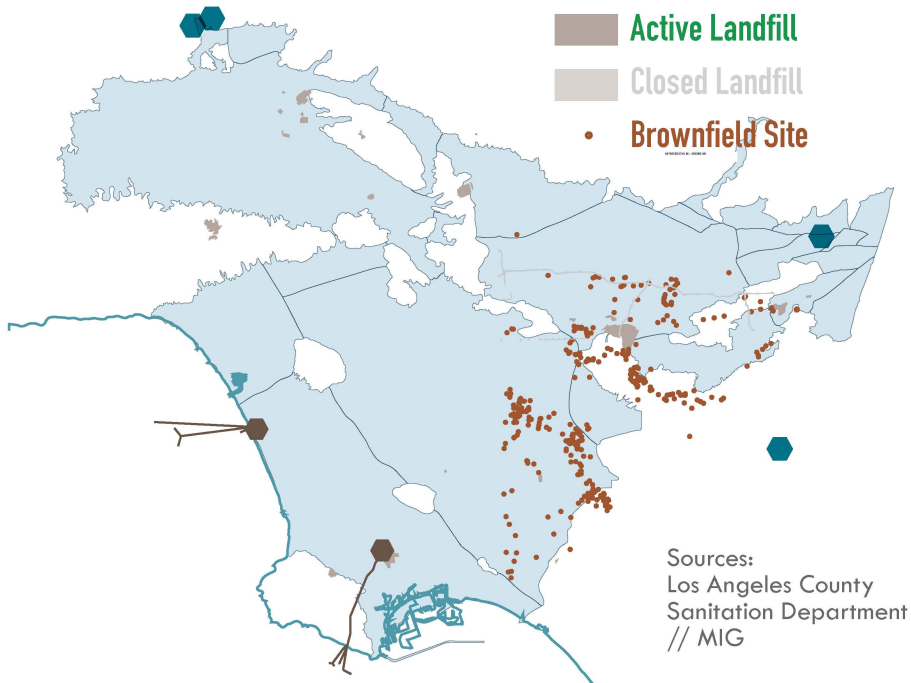 Active Landfill
Closed Landfill
Brownfield Site
Sources:
Los Angeles County
Sanitation Department
// MIG